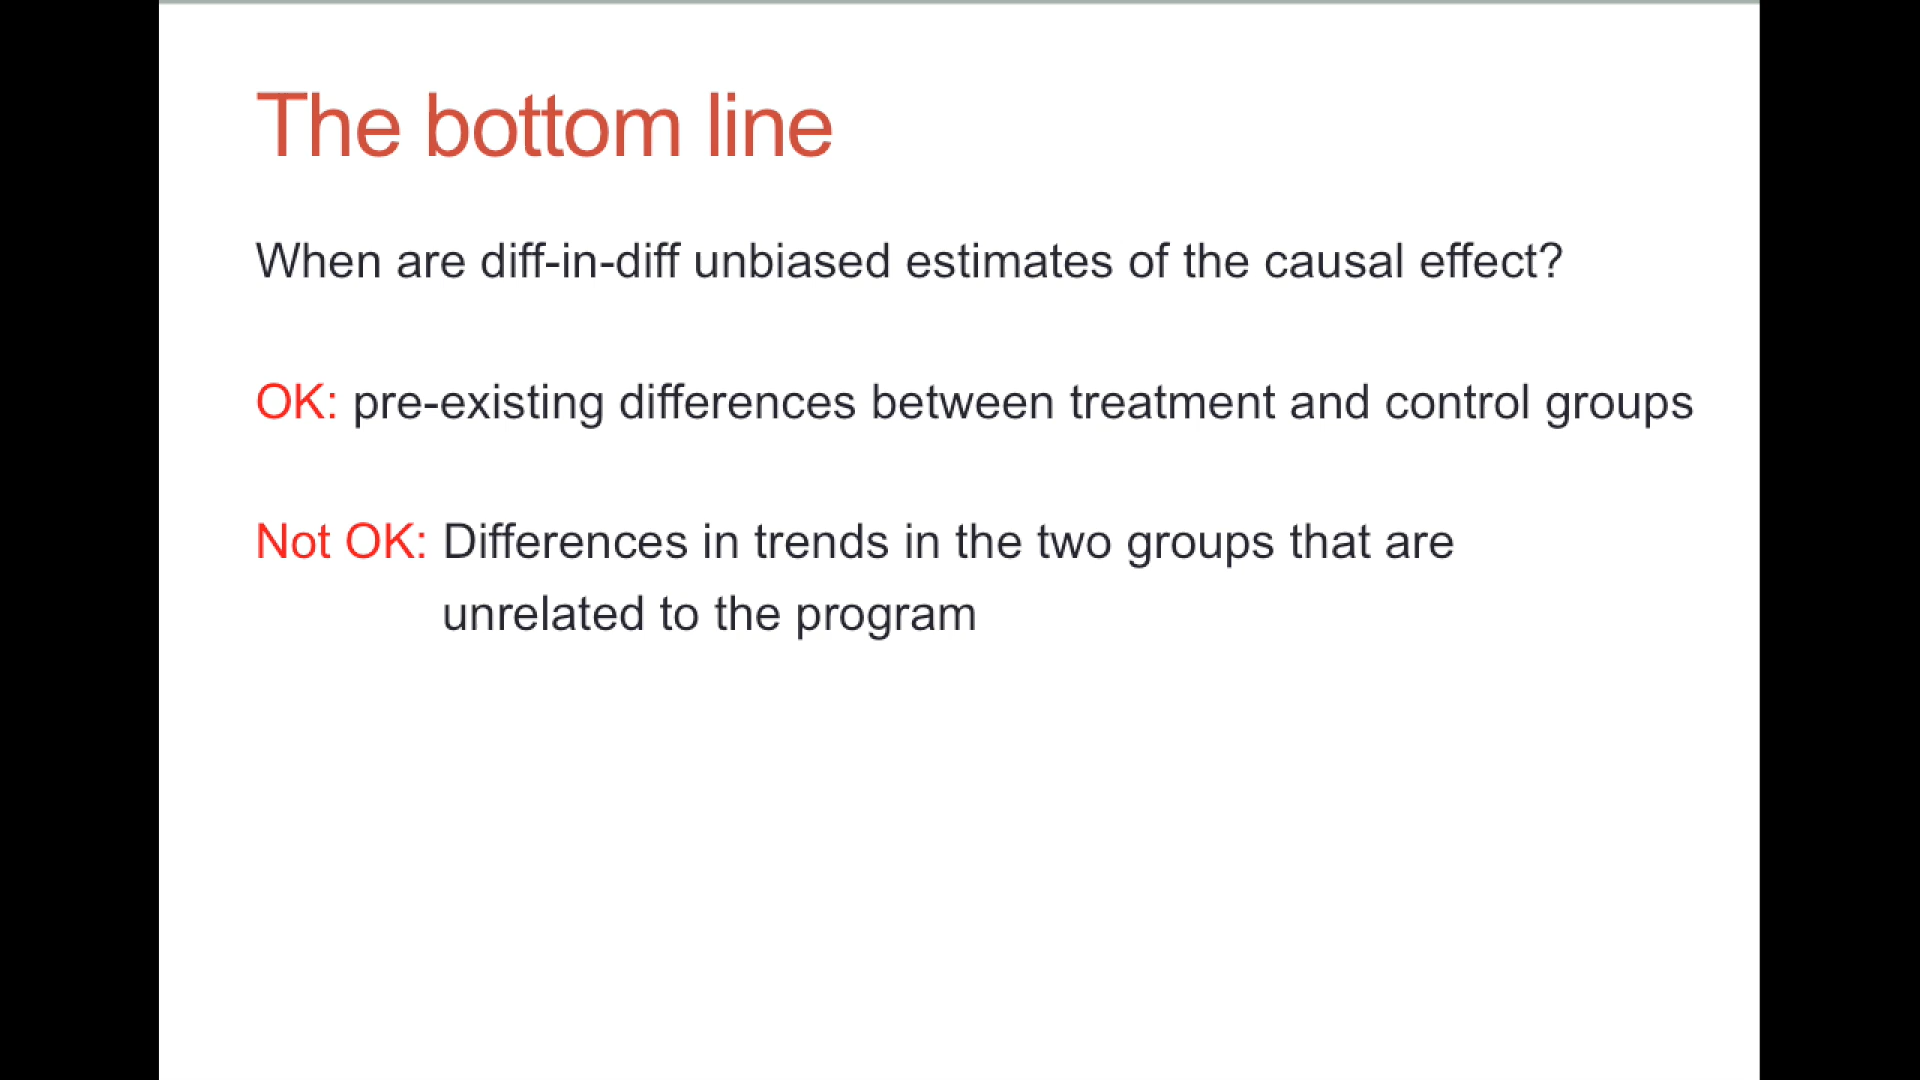 The bottom line
When are diff-in-diff unbiased estimates of the causal effect?
OK: pre-existing differences between treatment and control groups
Not OK: Differences in trends in the two groups that are
unrelated to the program